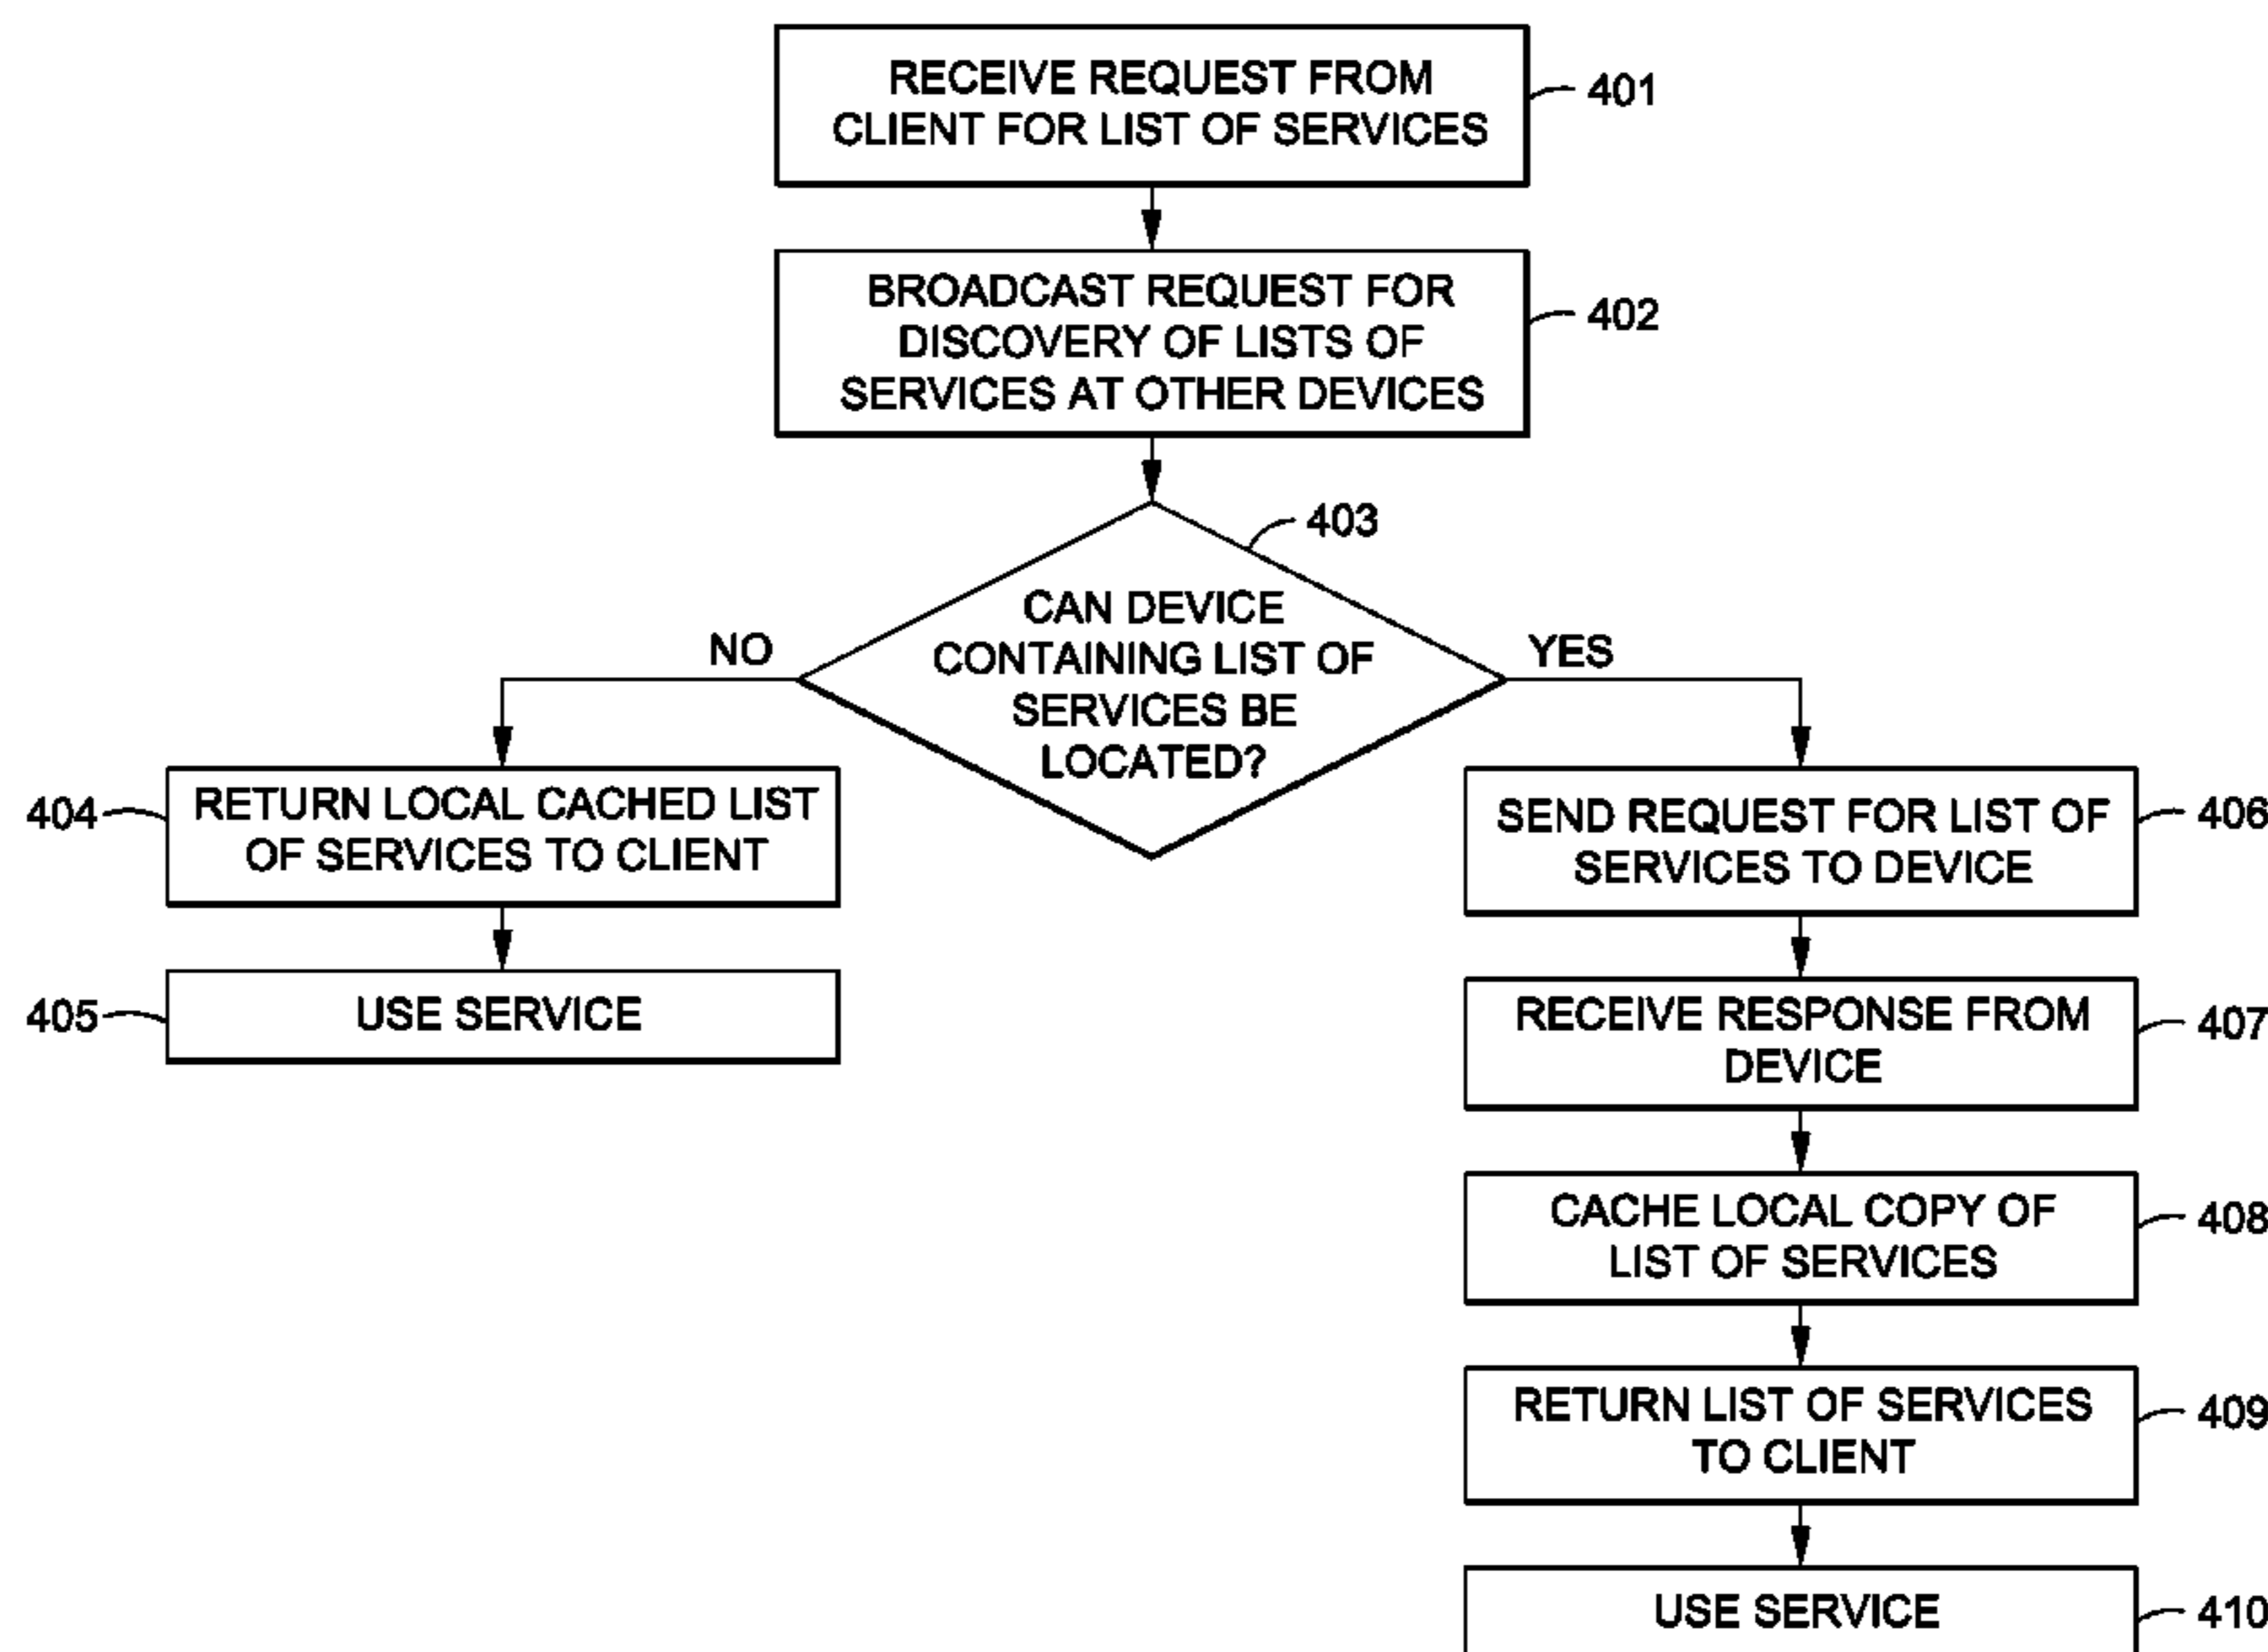 RECEIVE REQUEST FROM
CLIENT FOR LIST OF SERVICES
401
BROADCAST REQUEST FOR
DISCOVERY OF LISTS OF
SERVICES AT OTHER DEVICES
402
403
CAN DEVICE
CONTAINING LIST OF
SERVICES BE
LOCATED?
NO
YES
404
RETURN LOCAL CACHED LIST
OF SERVICES TO CLIENT
405
USE SERVICE
SEND REQUEST FOR LIST OF
SERVICES TO DEVICE
406
RECEIVE RESPONSE FROM
DEVICE
407
CACHE LOCAL COPY OF
LIST OF SERVICES
408
RETURN LIST OF SERVICES
TO CLIENT
409
USE SERVICE
410